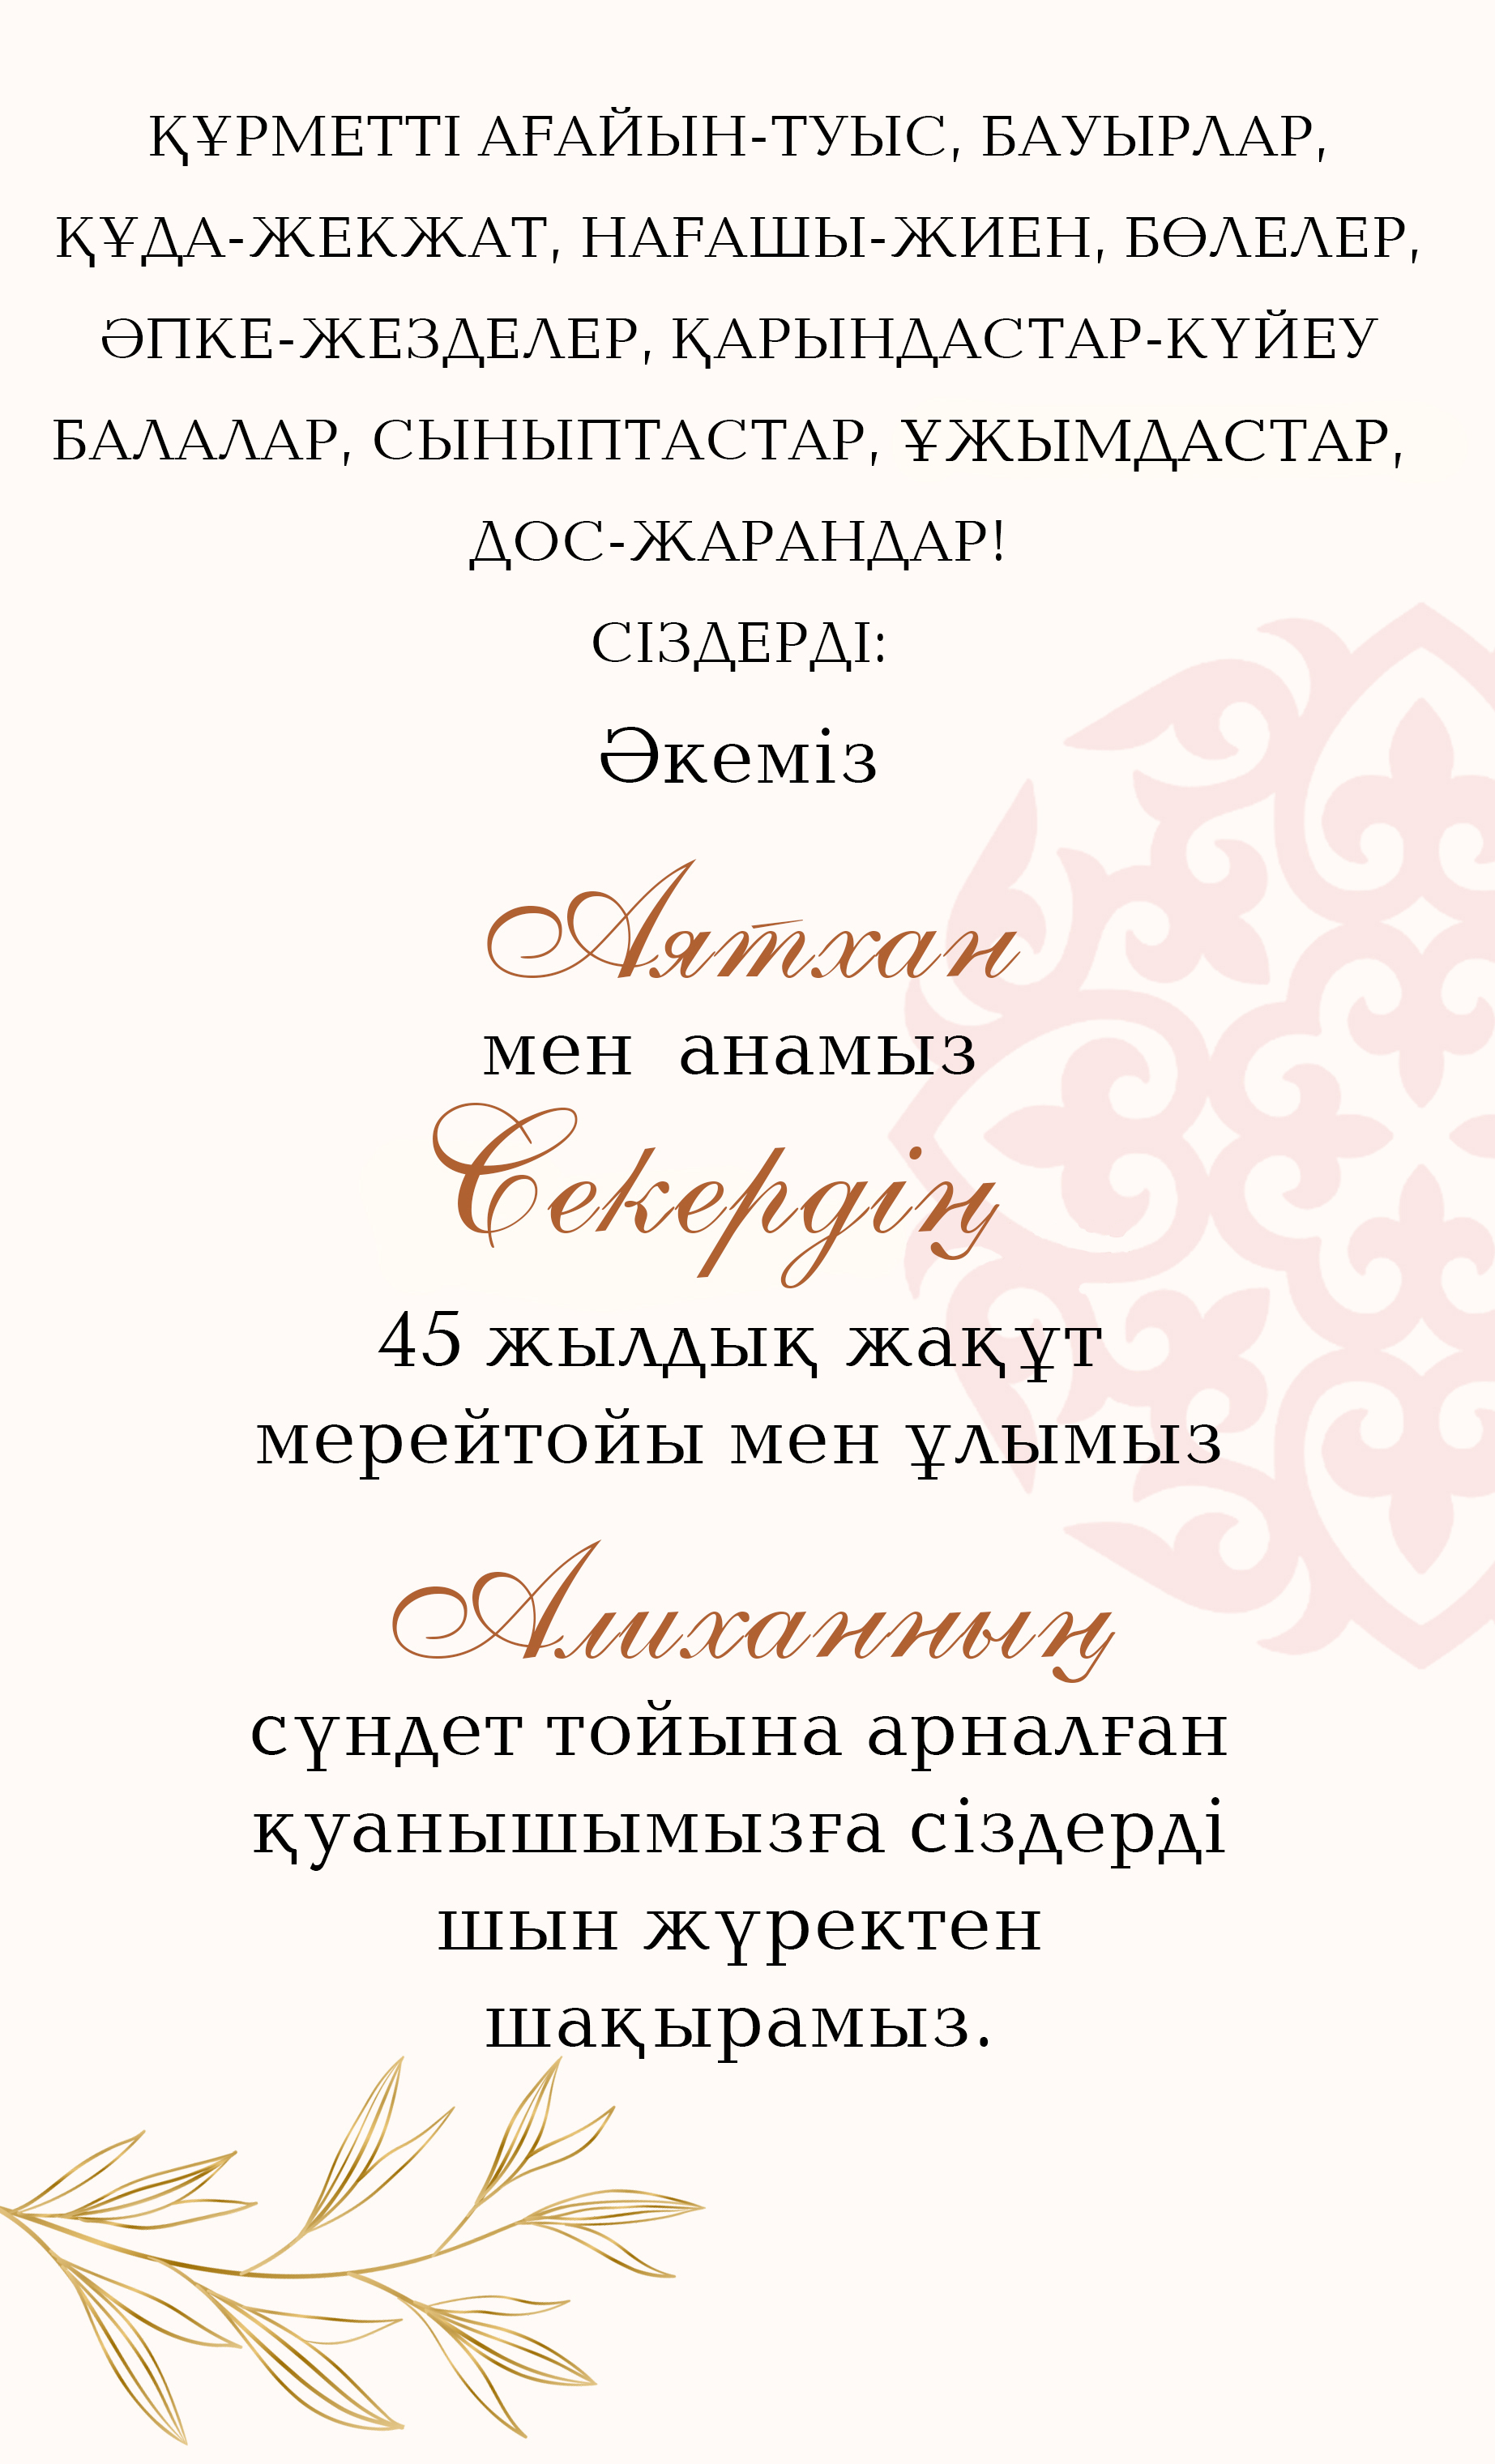 ҚҰРМЕТТІ АҒАЙЫН-ТУЫС, БАУЫРЛАР,
ҚҰДА-ЖЕКЖАТ, НАҒАШЫ-ЖИЕН, БӨЛЕЛЕР,
ӘПКЕ-ЖЕЗДЕЛЕР, ҚАРЫНДАСТАР-КҮЙЕУ
БАЛАЛАР, СЫНЫПТАСТАР, ҰЖЫМДАСТАР,
ДОС-ЖАРАНДАР!
СІЗДЕРДІ:
Әкеміз
Аятхан
мен анамыз
Секердің
45 жылдық жақұт
мерейтойы мен ұлымыз
Алиханның
сүндет тойына арналған
қуанышымызға сіздерді
шын жүректен
шақырамыз.